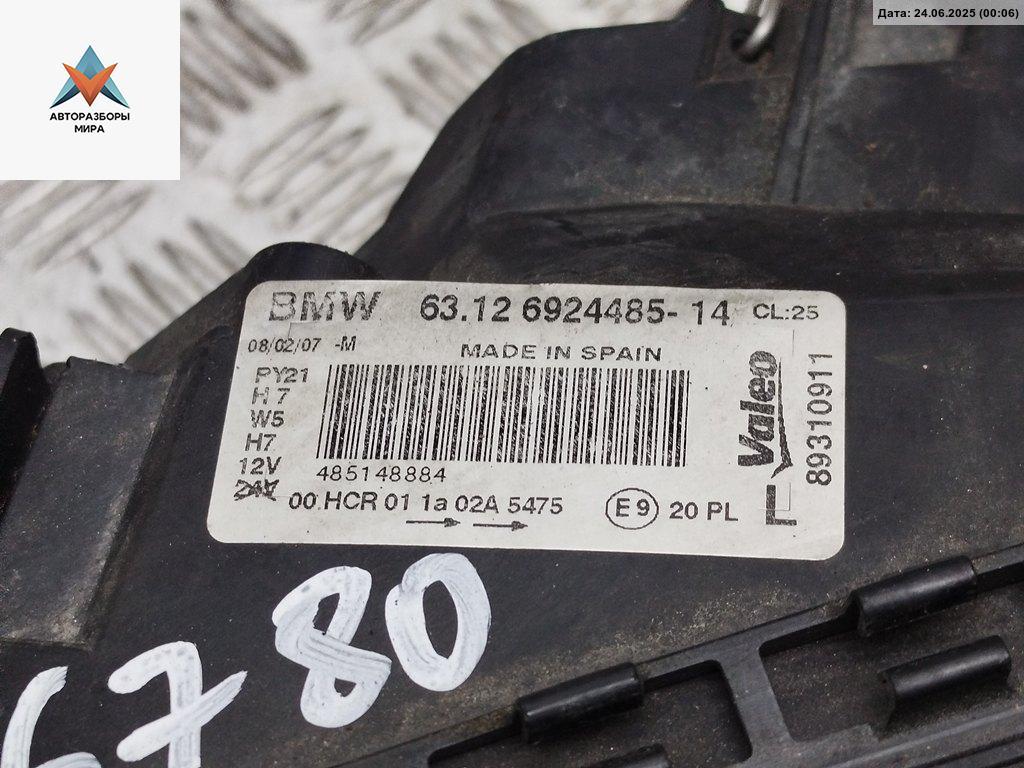 Дата: 24.06.2025 (00:06)
АВТОРАЗБОРЫ
МИРА
BMW 63.12 6924485-14 CL:25
08/02/07 -M
MADE IN SPAIN
PY21
H7
W5
H7
12V
24V
485148884
00 HCR 01 1a 02A 5475
E9 20 PL
Valeo
L
89310911
6780